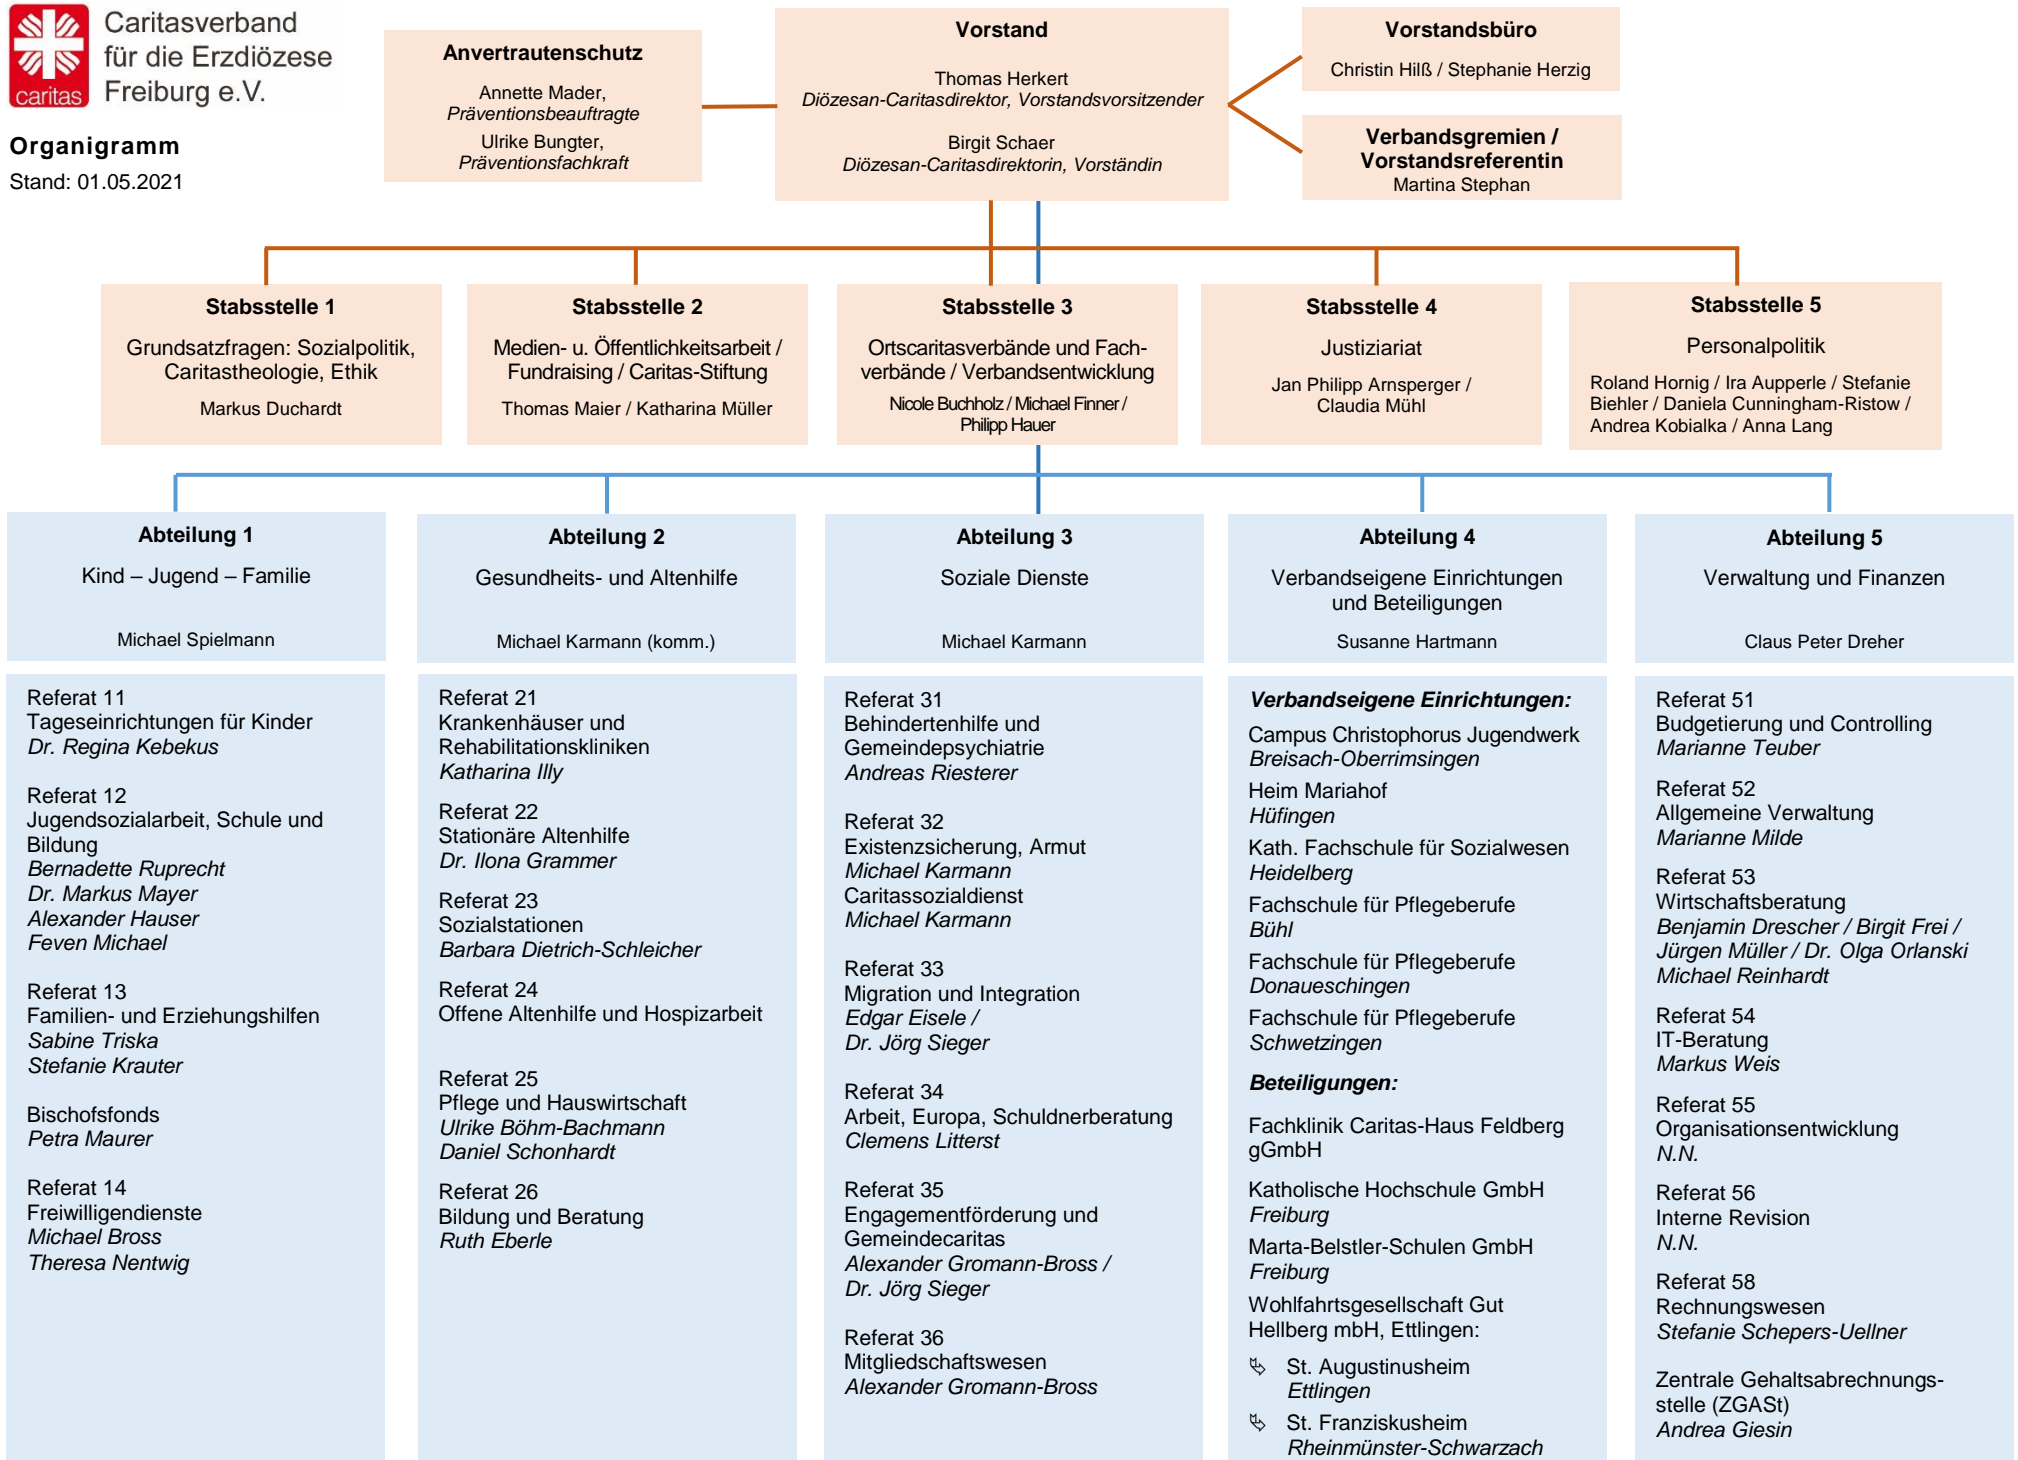 caritas
Caritasverband
für die Erzdiözese
Freiburg e.V.
Organigramm
Stand: 01.05.2021
Anvertrautenschutz
Annette Mader,
Präventionsbeauftragte
Ulrike Bungter,
Präventionsfachkraft
Vorstand
Thomas Herkert
Diözesan-Caritasdirektor, Vorstandsvorsitzender
Birgit Schaer
Diözesan-Caritasdirektorin, Vorständin
Vorstandsbüro
Christin Hilß / Stephanie Herzig
Verbandsgremien /
Vorstandsreferentin
Martina Stephan
Stabsstelle 1
Grundsatzfragen: Sozialpolitik,
Caritastheologie, Ethik
Markus Duchardt
Stabsstelle 2
Medien- u. Öffentlichkeitsarbeit /
Fundraising / Caritas-Stiftung
Thomas Maier / Katharina Müller
Stabsstelle 3
Ortscaritasverbände und Fach-
verbände / Verbandsentwicklung
Nicole Buchholz / Michael Finner /
Philipp Hauer
Stabsstelle 4
Justiziariat
Jan Philipp Arnsperger /
Claudia Mühl
Stabsstelle 5
Personalpolitik
Roland Hornig / Ira Aupperle / Stefanie
Biehler / Daniela Cunningham-Ristow /
Andrea Kobialka / Anna Lang
Abteilung 1
Kind – Jugend – Familie
Michael Spielmann
Referat 11
Tageseinrichtungen für Kinder
Dr. Regina Kebekus
Referat 12
Jugendsozialarbeit, Schule und
Bildung
Bernadette Ruprecht
Dr. Markus Mayer
Alexander Hauser
Feven Michael
Referat 13
Familien- und Erziehungshilfen
Sabine Triska
Stefanie Krauter
Bischofsfonds
Petra Maurer
Referat 14
Freiwilligendienste
Michael Bross
Theresa Nentwig
Abteilung 2
Gesundheits- und Altenhilfe
Michael Karmann (komm.)
Referat 21
Krankenhäuser und
Rehabilitationskliniken
Katharina Illy
Referat 22
Stationäre Altenhilfe
Dr. Ilona Grammer
Referat 23
Sozialstationen
Barbara Dietrich-Schleicher
Referat 24
Offene Altenhilfe und Hospizarbeit
Referat 25
Pflege und Hauswirtschaft
Ulrike Böhm-Bachmann
Daniel Schonhardt
Referat 26
Bildung und Beratung
Ruth Eberle
Abteilung 3
Soziale Dienste
Michael Karmann
Referat 31
Behindertenhilfe und
Gemeindepsychiatrie
Andreas Riesterer
Referat 32
Existenzsicherung, Armut
Michael Karmann
Caritassozialdienst
Michael Karmann
Referat 33
Migration und Integration
Edgar Eisele /
Dr. Jörg Sieger
Referat 34
Arbeit, Europa, Schuldnerberatung
Clemens Litterst
Referat 35
Engagementförderung und
Gemeindecaritas
Alexander Gromann-Bross /
Dr. Jörg Sieger
Referat 36
Mitgliedschaftswesen
Alexander Gromann-Bross
Abteilung 4
Verbandseigene Einrichtungen
und Beteiligungen
Susanne Hartmann
Verbandseigene Einrichtungen:
Campus Christophorus Jugendwerk
Breisach-Oberrimsingen
Heim Mariahof
Hüfingen
Kath. Fachschule für Sozialwesen
Heidelberg
Fachschule für Pflegeberufe
Bühl
Fachschule für Pflegeberufe
Donaueschingen
Fachschule für Pflegeberufe
Schwetzingen
Beteiligungen:
Fachklinik Caritas-Haus Feldberg
gGmbH
Katholische Hochschule GmbH
Freiburg
Marta-Belstler-Schulen GmbH
Freiburg
Wohlfahrtsgesellschaft Gut
Hellberg mbH, Ettlingen:
St. Augustinusheim
Ettlingen
St. Franziskusheim
Rheinmünster-Schwarzach
Abteilung 5
Verwaltung und Finanzen
Claus Peter Dreher
Referat 51
Budgetierung und Controlling
Marianne Teuber
Referat 52
Allgemeine Verwaltung
Marianne Milde
Referat 53
Wirtschaftsberatung
Benjamin Drescher / Birgit Frei /
Jürgen Müller / Dr. Olga Orlanski
Michael Reinhardt
Referat 54
IT-Beratung
Markus Weis
Referat 55
Organisationsentwicklung
N.N.
Referat 56
Interne Revision
N.N.
Referat 58
Rechnungswesen
Stefanie Schepers-Uellner
Zentrale Gehaltsabrechnungs-
stelle (ZGASt)
Andrea Giesin